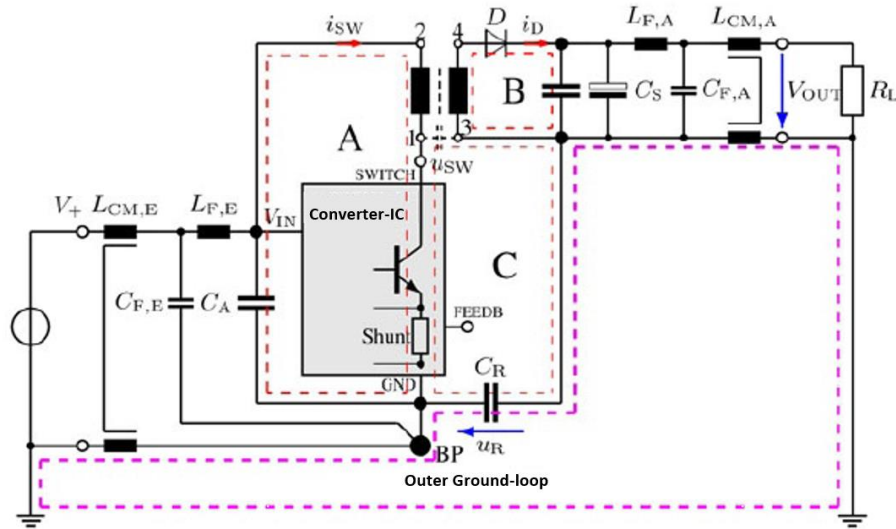 i_SW
2
4
D
i_D
L_F,A
L_CM,A
A
B
C_S
C_F,A
V_OUT
R_L
1
3
u_SW
SWITCH
V_+
L_CM,E
L_F,E
V_IN
Converter-IC
C
C_F,E
C_A
FEEDB
Shunt
GND
C_R
u_R
BP
Outer Ground-loop